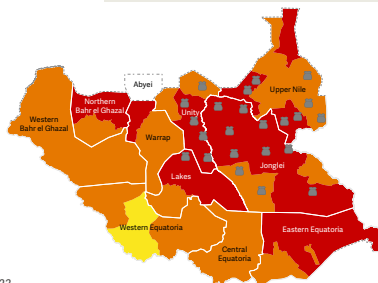 Abyei
Upper Nile
Northern
Bahr el Ghazal
Unity
Western
Bahr el Ghazal
Warrap
Jonglei
Lakes
Western Equatoria
Eastern Equatoria
Central
Equatoria